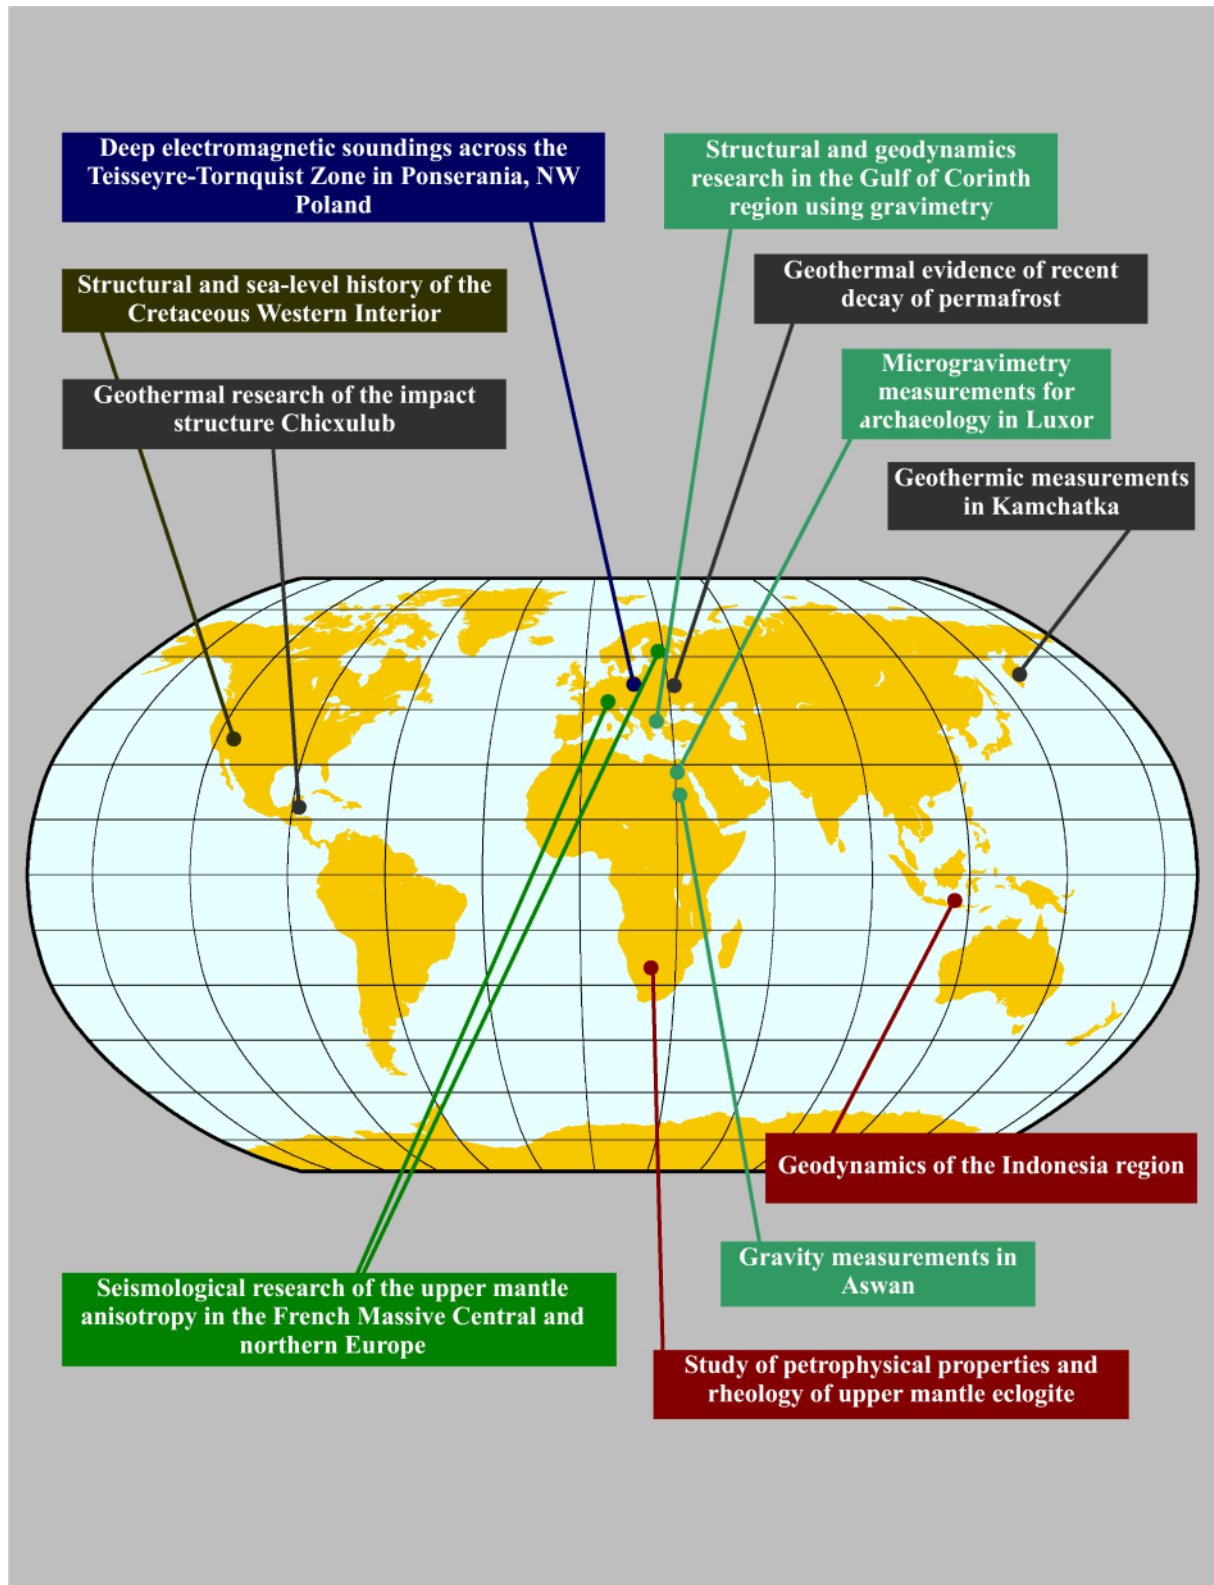 Deep electromagnetic soundings across the
Teisseyre-Tornquist Zone in Ponserania, NW
Poland
Structural and geodynamics
research in the Gulf of Corinth
region using gravimetry
Structural and sea-level history of the
Cretaceous Western Interior
Geothermal evidence of recent
decay of permafrost
Geothermal research of the impact
structure Chicxulub
Microgravimetry
measurements for
archaeology in Luxor
Geothermic measurements
in Kamchatka
Geodynamics of the Indonesia region
Gravity measurements in
Aswan
Seismological research of the upper mantle
anisotropy in the French Massive Central and
northern Europe
Study of petrophysical properties and
rheology of upper mantle eclogite